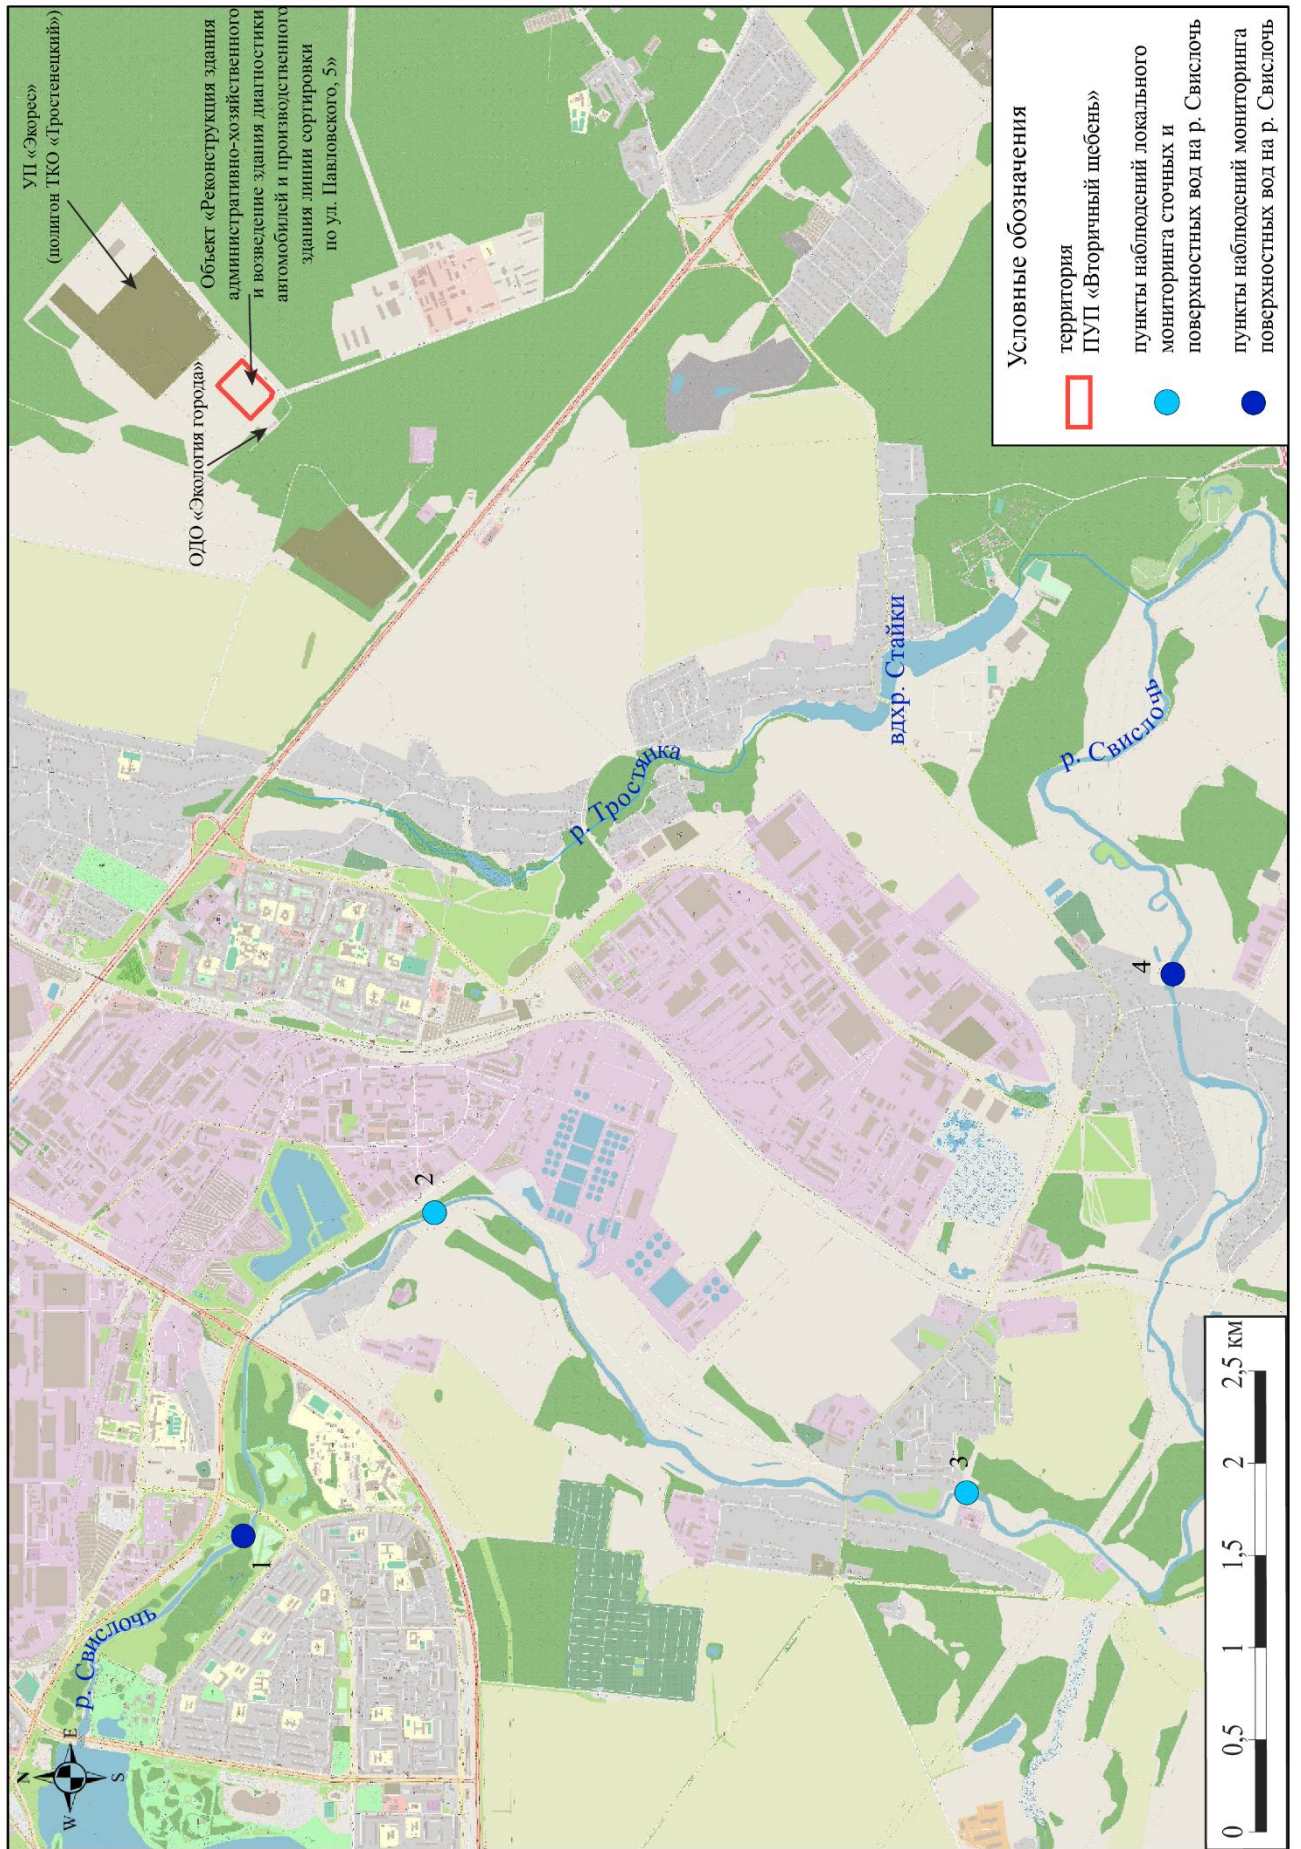 УП «Экорес»
(полигон ТКО «Тростенецкий»)
Объект «Реконструкция здания
административно-хозяйственного
и возведение здания диагностики
автомобилей и производственного
здания линии сортировки
по ул. Павловского, 5»
ОДО «Экология города»
N
W
E
S
р. Свислочь
1
2
3
4
р. Тростянка
вдхр. Стайки
р. Свислочь
0
0,5
1
1,5
2
2,5 км
Условные обозначения
территория
ПУП «Вторичный щебень»
пункты наблюдений локального
мониторинга сточных и
поверхностных вод на р. Свислочь
пункты наблюдений мониторинга
поверхностных вод на р. Свислочь